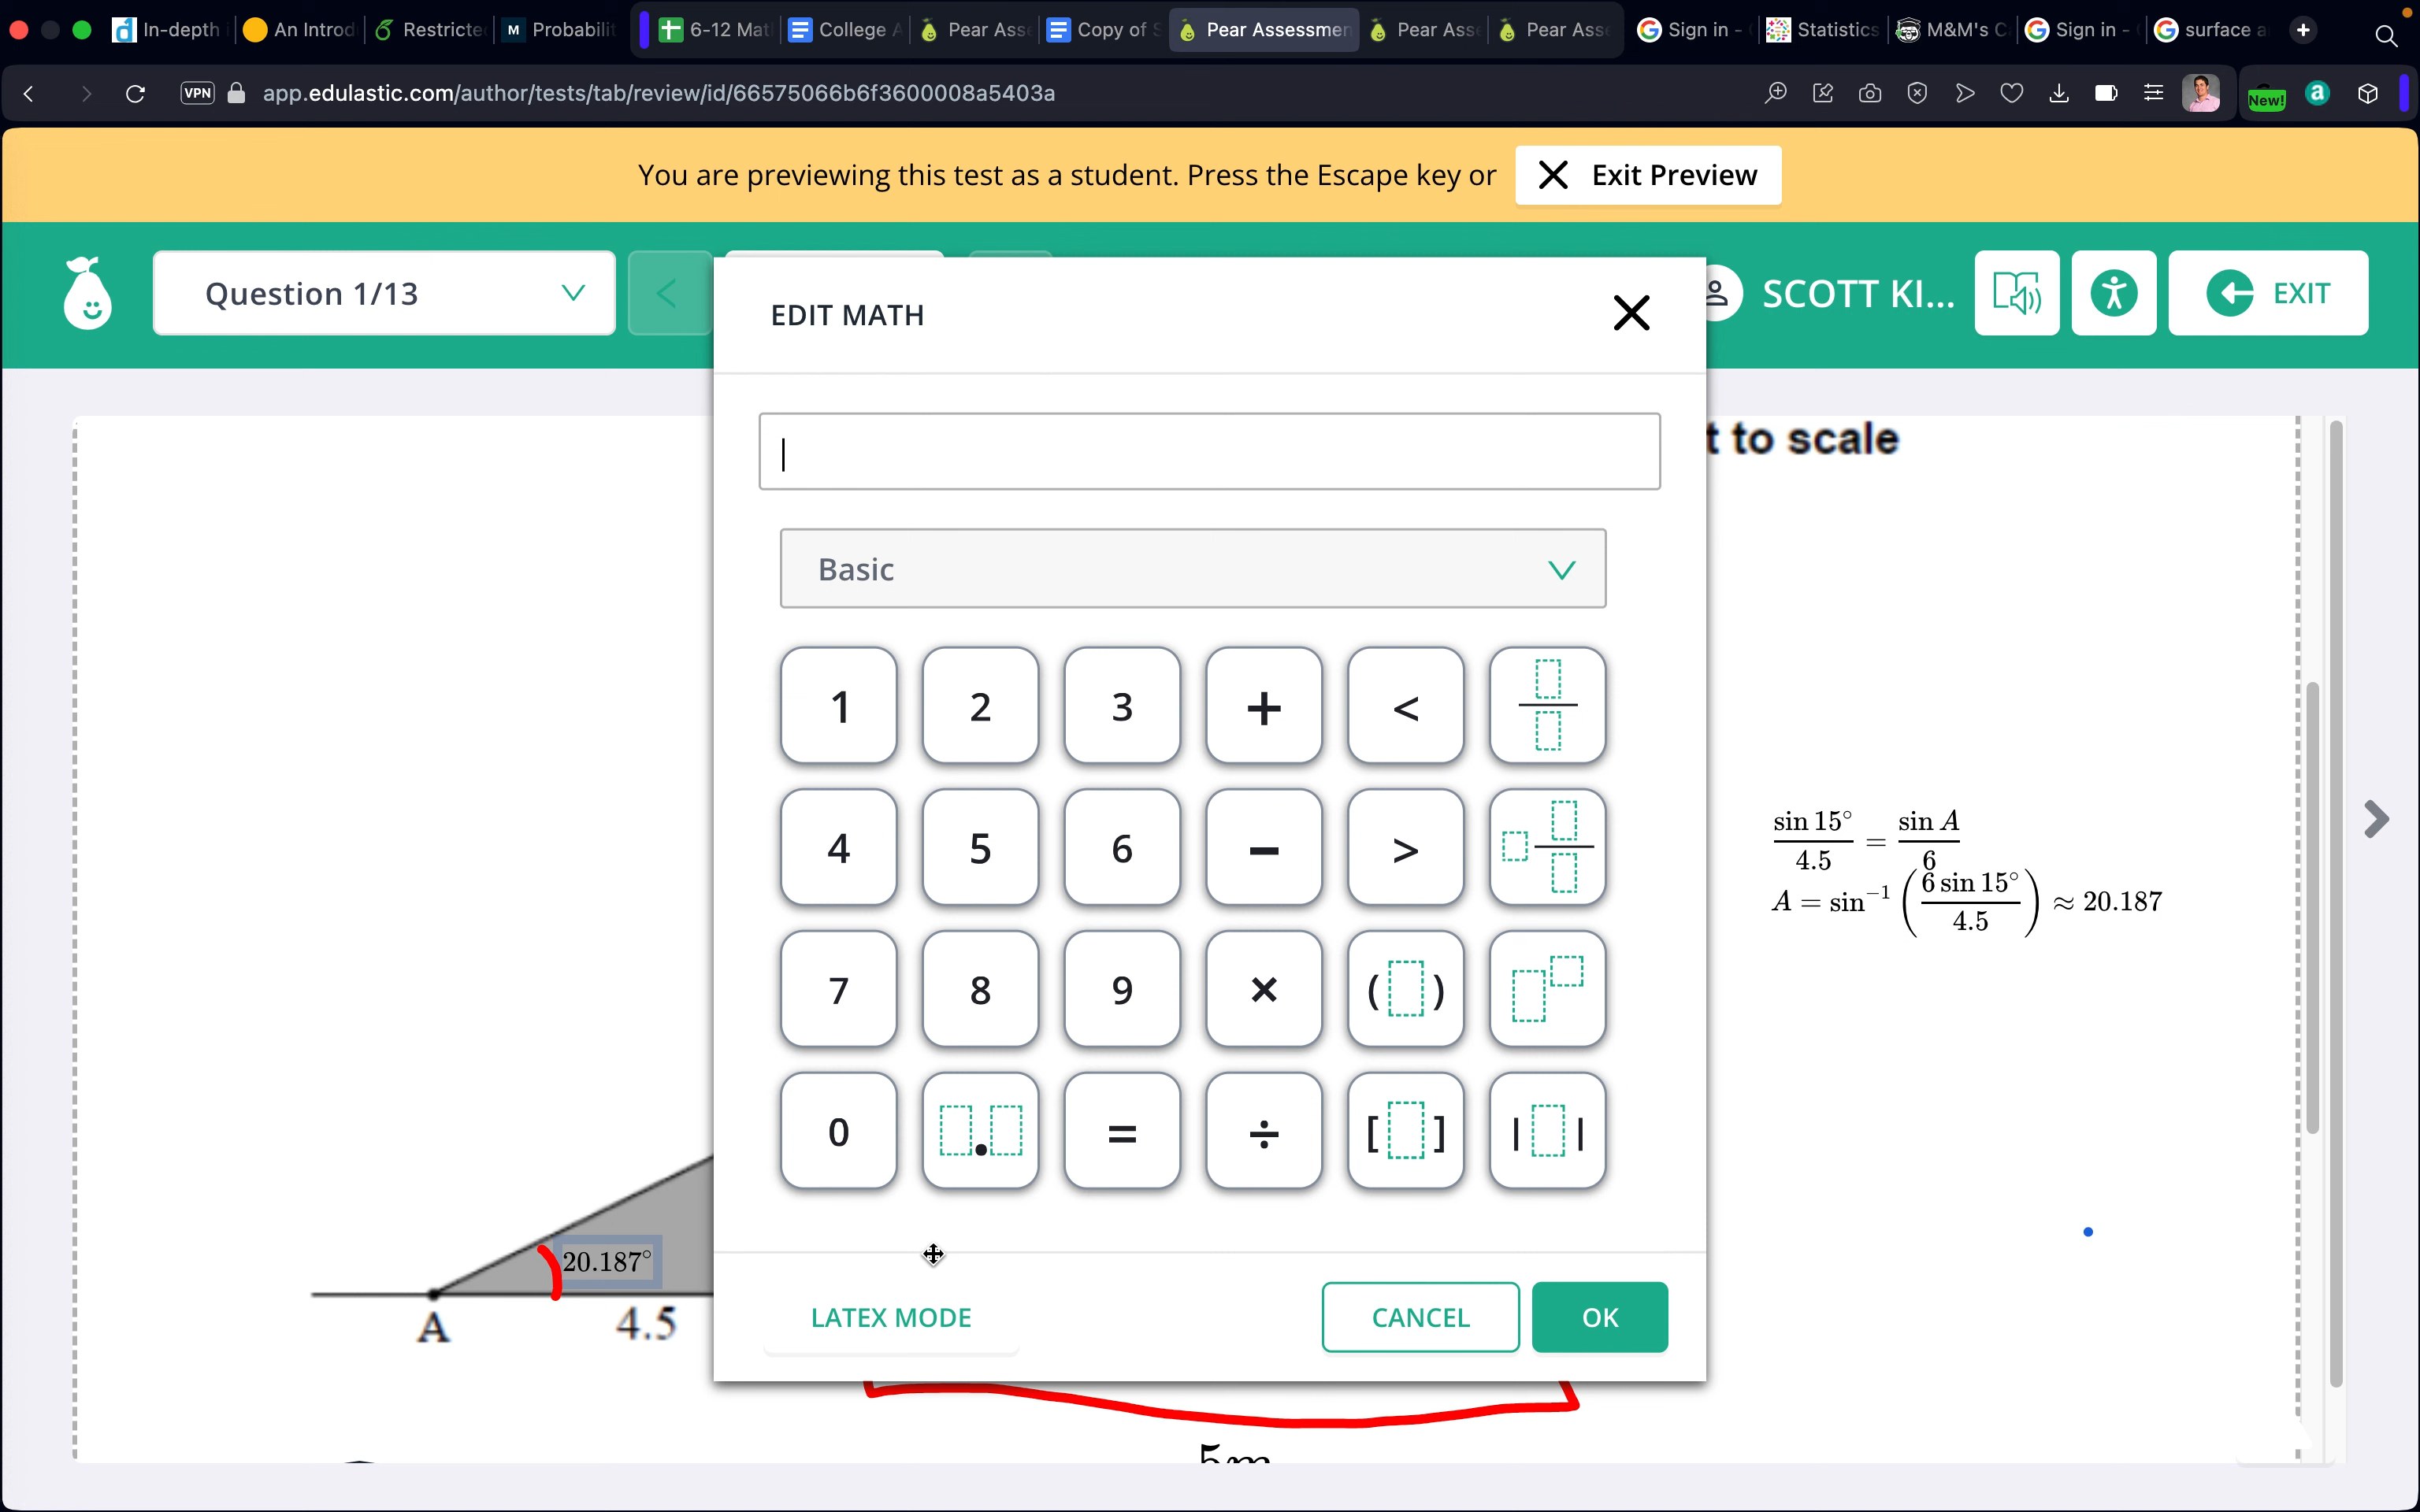 In-depth
An Introd
Restricte
M Probabilit
6-12 Mat
College A
Pear Ass
Copy of S
Pear Assessmen
Pear Ass
Pear Ass
Sign in -
Statistics
M&M's C
Sign in -
surface a
VPN app.edulastic.com/author/tests/tab/review/id/66575066b6f3600008a5403a New! a
You are previewing this test as a student. Press the Escape key or Exit Preview
Question 1/13
SCOTT KI...
EXIT
EDIT MATH
t to scale
Basic
1 2 3 + <
4 5 6 − >
7 8 9 × ( )
0 . = ÷ [ ] | |
sin 15° / 4.5 = sin A / 6
A = sin⁻¹ (6 sin 15° / 4.5) ≈ 20.187
20.187°
A 4.5
LATEX MODE CANCEL OK
5m